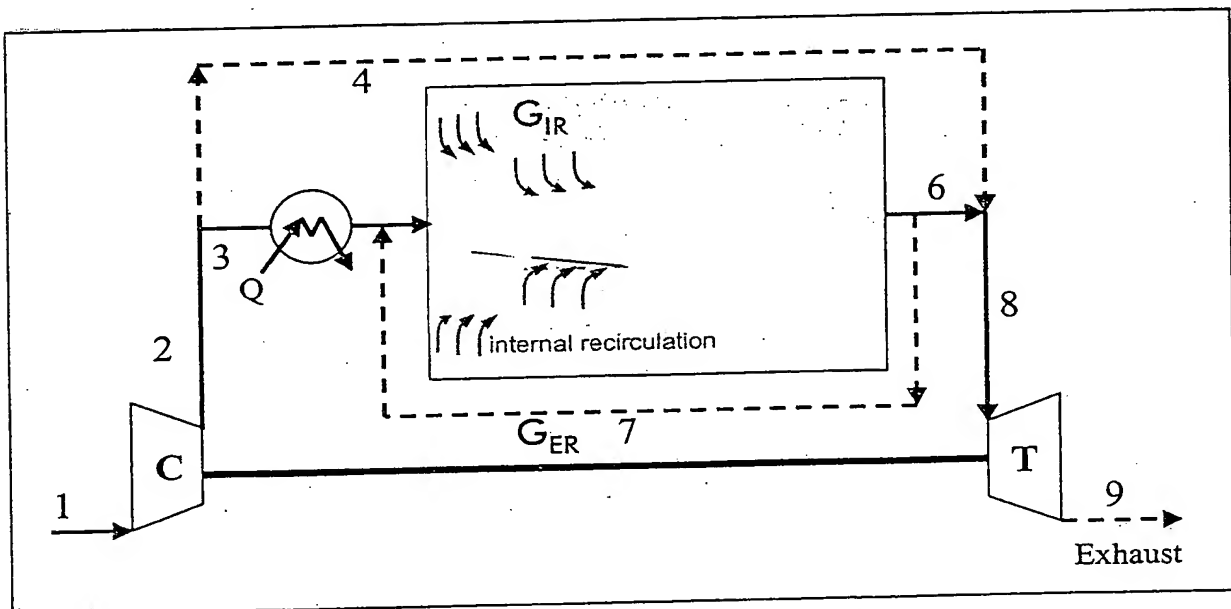 4
G_IR
6
3
Q
8
2
internal recirculation
G_ER 7
C
T
1
9
Exhaust